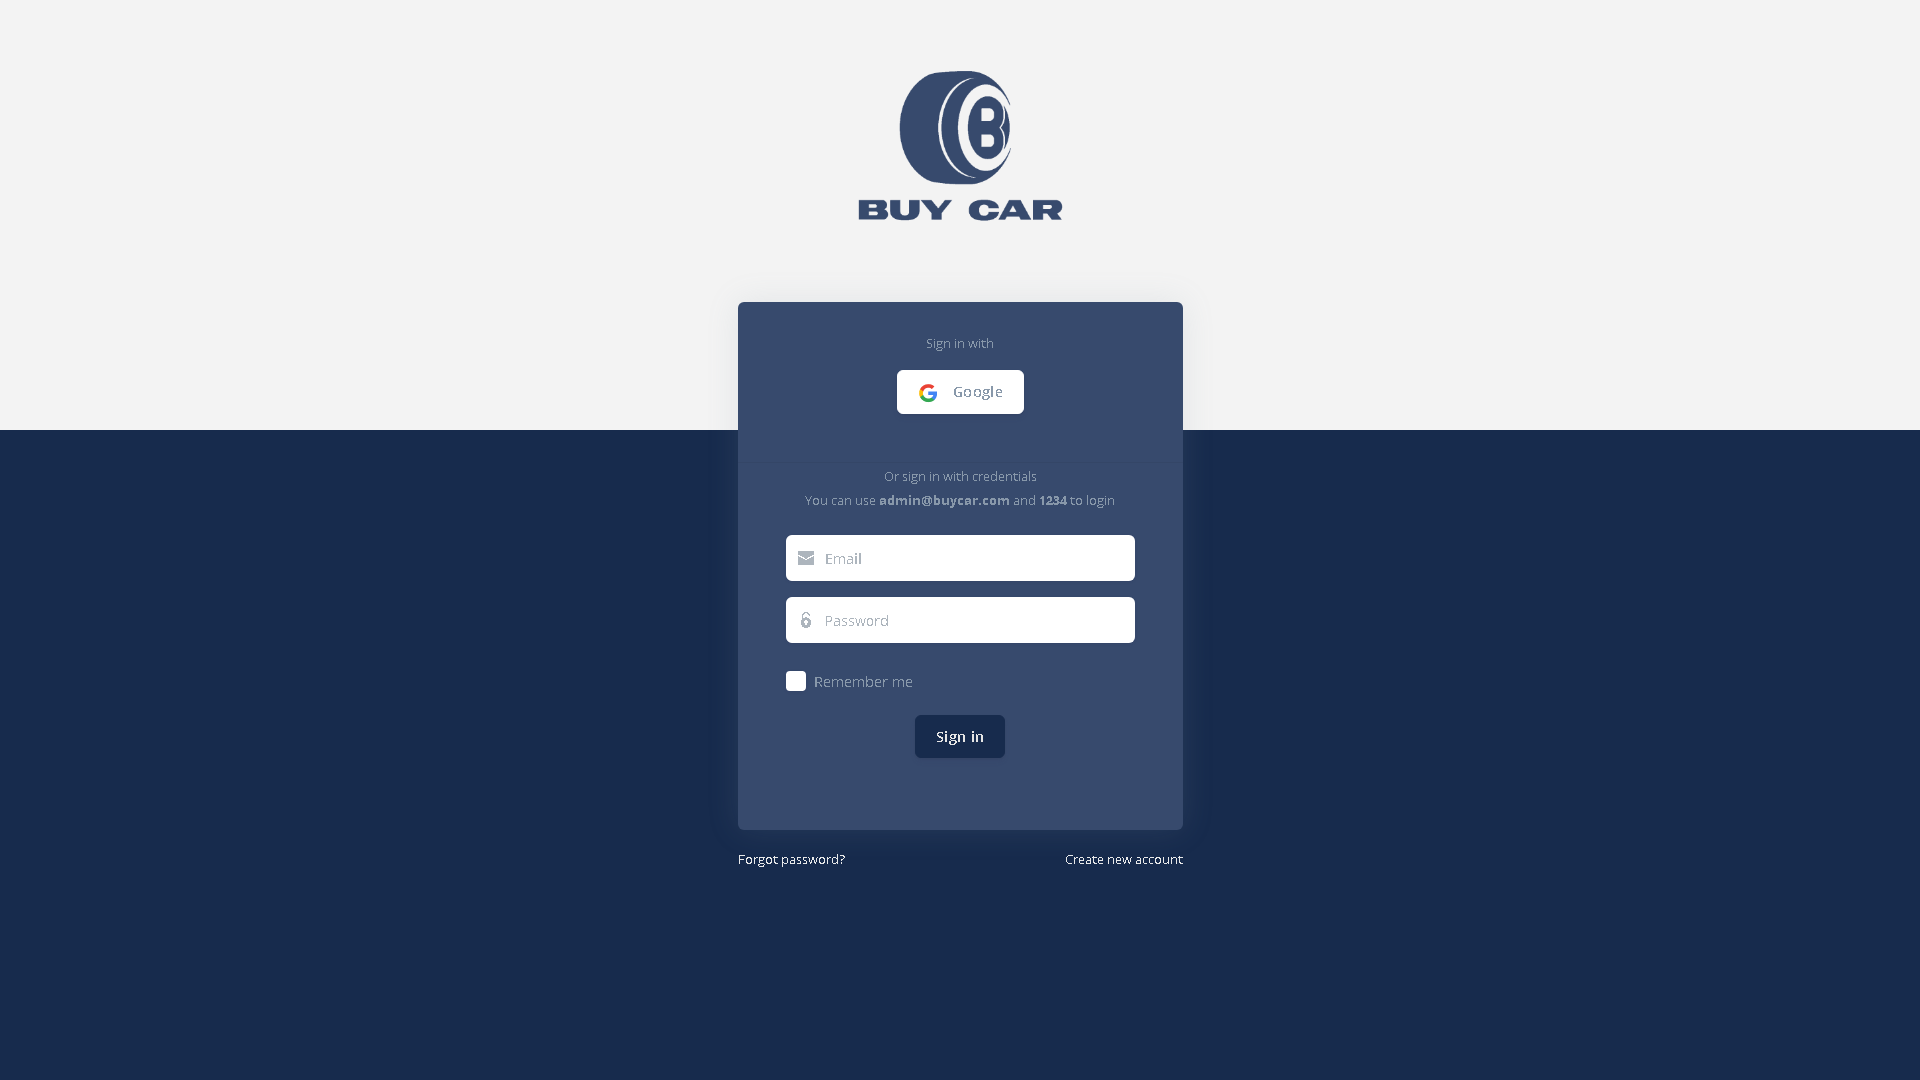 B
BUY CAR
Sign in with
Google
Or sign in with credentials
You can use admin@buycar.com and 1234 to login
Email
Password
Remember me
Sign in
Forgot password?
Create new account